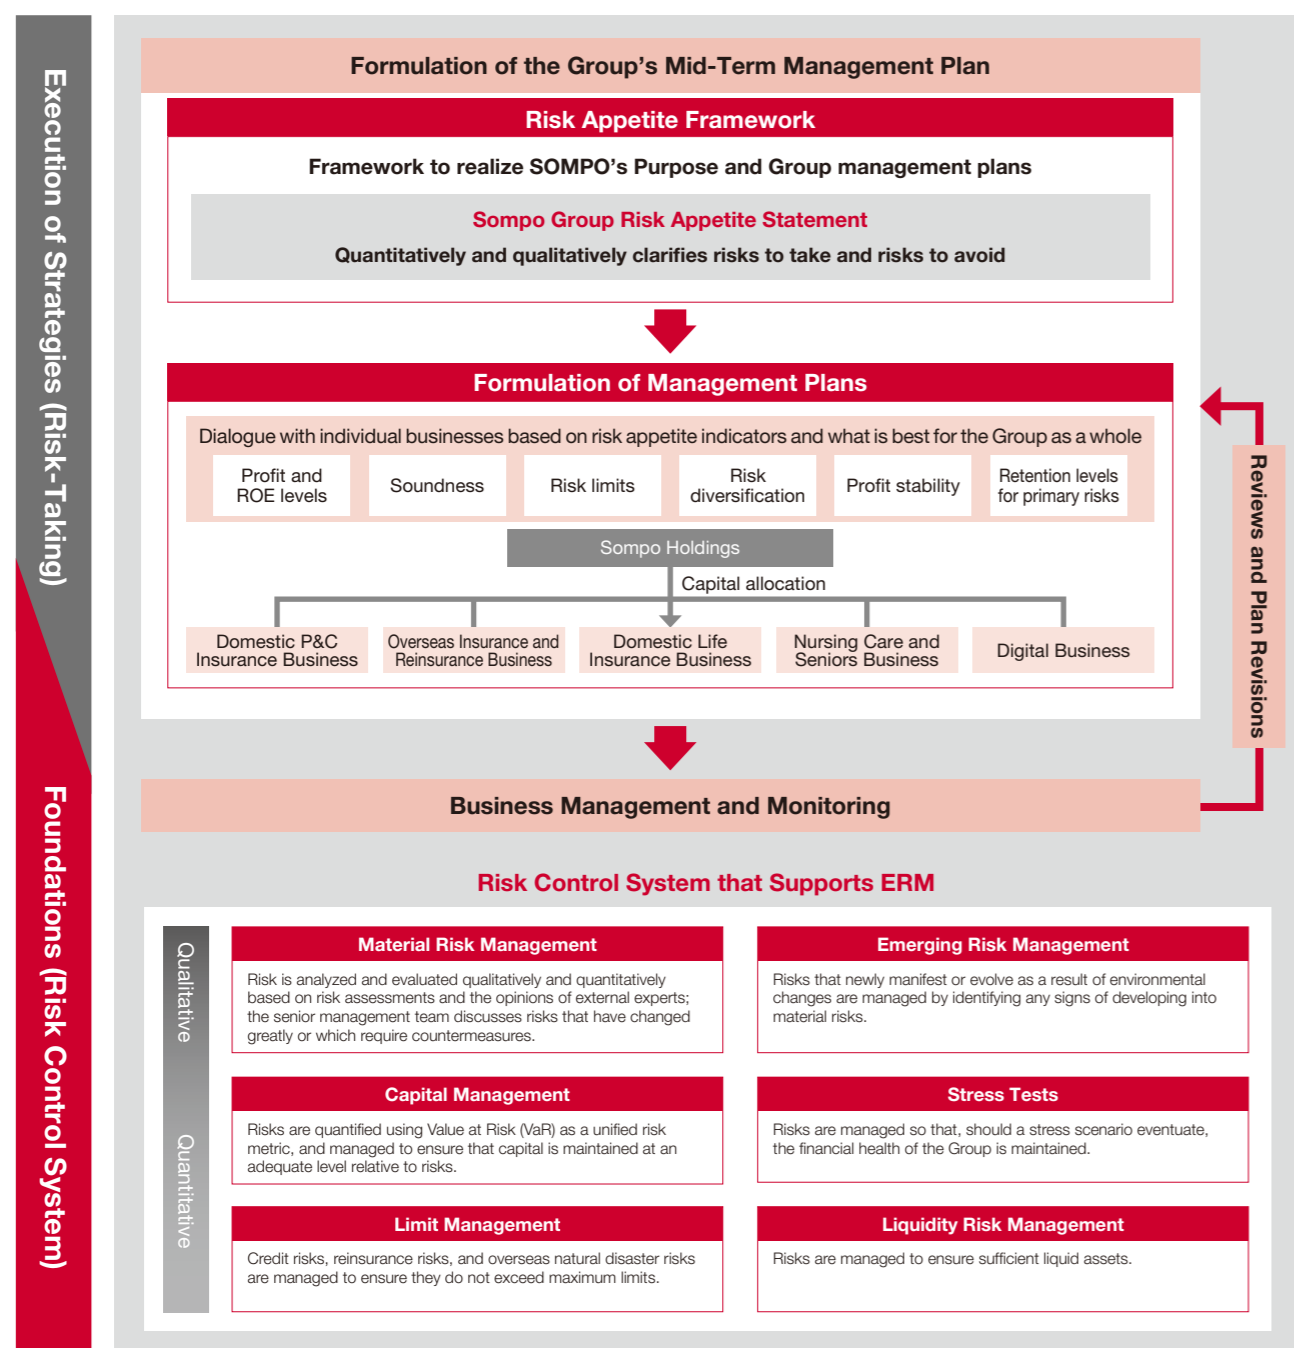 Execution of Strategies (Risk-Taking)
Foundations (Risk Control System)
Formulation of the Group’s Mid-Term Management Plan
Risk Appetite Framework
Framework to realize SOMPO’s Purpose and Group management plans
Sompo Group Risk Appetite Statement
Quantitatively and qualitatively clarifies risks to take and risks to avoid
Formulation of Management Plans
Dialogue with individual businesses based on risk appetite indicators and what is best for the Group as a whole
Profit and
ROE levels
Soundness
Risk limits
Risk
diversification
Profit stability
Retention levels
for primary risks
Sompo Holdings
Capital allocation
Domestic P&C
Insurance Business
Overseas Insurance and
Reinsurance Business
Domestic Life
Insurance Business
Nursing Care and
Seniors Business
Digital Business
Reviews and Plan Revisions
Business Management and Monitoring
Risk Control System that Supports ERM
Qualitative
Quantitative
Material Risk Management
Risk is analyzed and evaluated qualitatively and quantitatively
based on risk assessments and the opinions of external experts;
the senior management team discusses risks that have changed
greatly or which require countermeasures.
Emerging Risk Management
Risks that newly manifest or evolve as a result of environmental
changes are managed by identifying any signs of developing into
material risks.
Capital Management
Risks are quantified using Value at Risk (VaR) as a unified risk
metric, and managed to ensure that capital is maintained at an
adequate level relative to risks.
Stress Tests
Risks are managed so that, should a stress scenario eventuate,
the financial health of the Group is maintained.
Limit Management
Credit risks, reinsurance risks, and overseas natural disaster risks
are managed to ensure they do not exceed maximum limits.
Liquidity Risk Management
Risks are managed to ensure sufficient liquid assets.